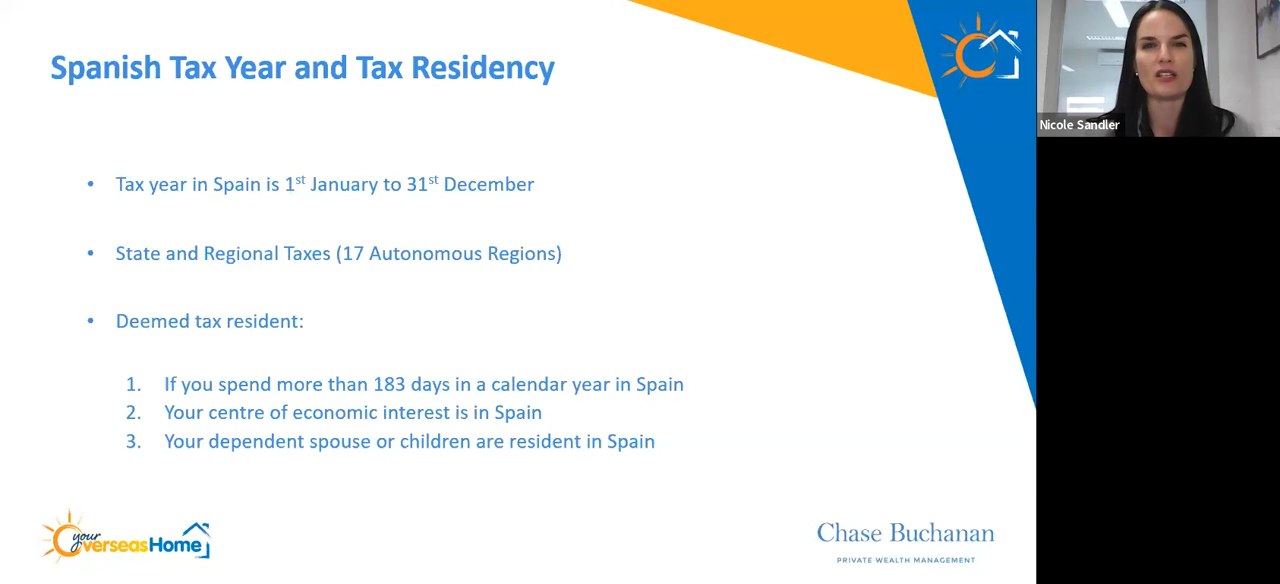 Spanish Tax Year and Tax Residency
Nicole Sandler
• Tax year in Spain is 1st January to 31st December
• State and Regional Taxes (17 Autonomous Regions)
• Deemed tax resident:
1. If you spend more than 183 days in a calendar year in Spain
2. Your centre of economic interest is in Spain
3. Your dependent spouse or children are resident in Spain
your
OverseasHome
Chase Buchanan
PRIVATE WEALTH MANAGEMENT